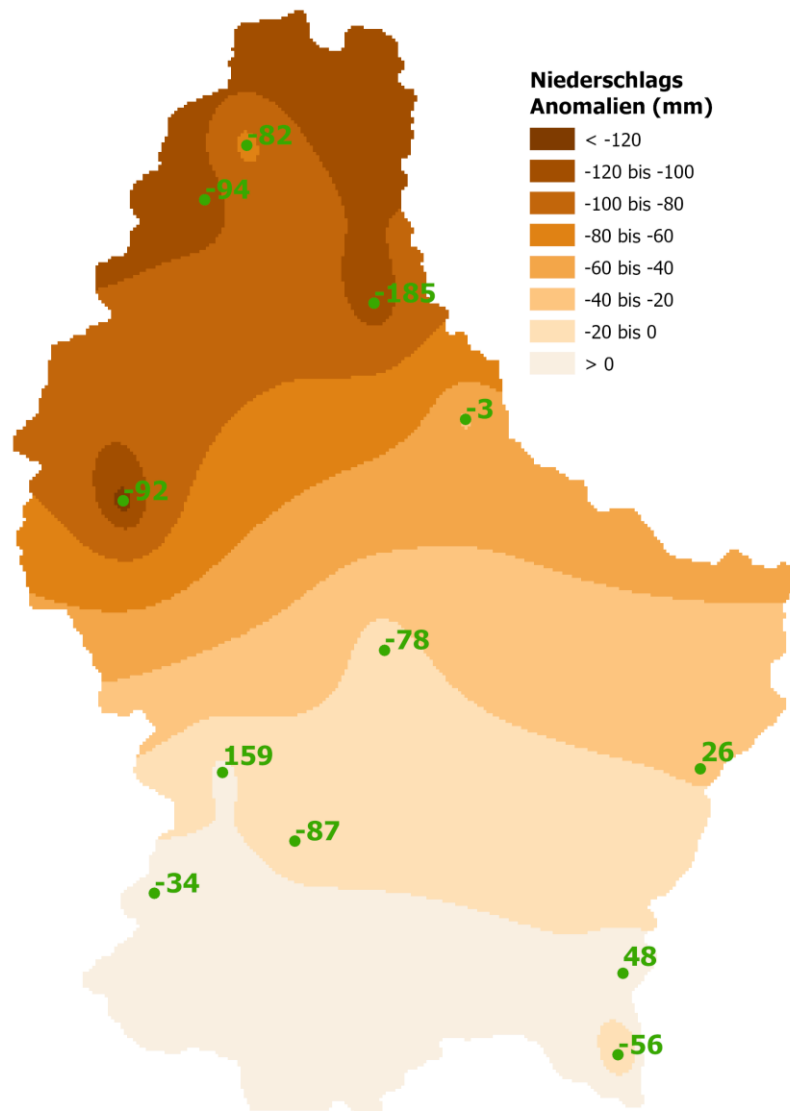 Niederschlags
Anomalien (mm)
< -120
-120 bis -100
-100 bis -80
-80 bis -60
-60 bis -40
-40 bis -20
-20 bis 0
> 0
-82
-94
-185
-3
-92
-78
26
159
-87
-34
48
-56